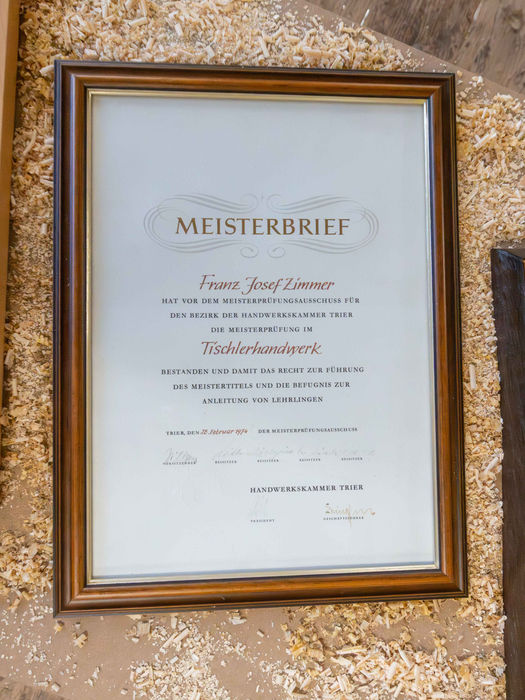 MEISTERBRIEF
Franz Josef Zimmer
HAT VOR DEM MEISTERPRÜFUNGSAUSSCHUSS FÜR
DEN BEZIRK DER HANDWERKSKAMMER TRIER
DIE MEISTERPRÜFUNG IM
Tischlerhandwerk
BESTANDEN UND DAMIT DAS RECHT ZUR FÜHRUNG
DES MEISTERTITELS UND DIE BEFUGNIS ZUR
ANLEITUNG VON LEHRLINGEN
TRIER, DEN 28. Februar 1974 DER MEISTERPRÜFUNGSAUSSCHUSS
VORSITZENDER BEISITZER BEISITZER BEISITZER BEISITZER
HANDWERKSKAMMER TRIER
PRÄSIDENT GESCHÄFTSFÜHRER